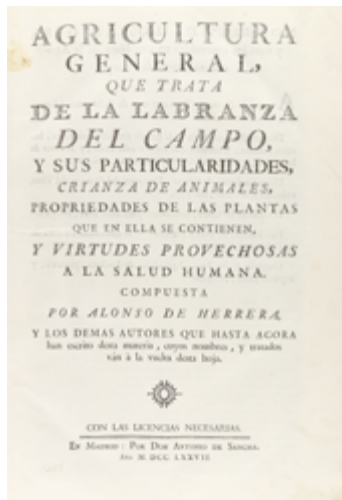 AGRICULTURA
GENERAL,
QUE TRATA
DE LA LABRANZA
DEL CAMPO,
Y SUS PARTICULARIDADES,
CRIANZA DE ANIMALES,
PROPRIEDADES DE LAS PLANTAS
QUE EN ELLA SE CONTIENEN,
Y VIRTUDES PROVECHOSAS
A LA SALUD HUMANA.
COMPUESTA
POR ALONSO DE HERRERA,
Y LOS DEMAS AUTORES QUE HASTA AGORA
han escrito desta materia, cuyos nombres, y tratados
ván à la vuelta desta hoja.
CON LAS LICENCIAS NECESARIAS.
EN MADRID: POR DON ANTONIO DE SANCHA.
AÑO M.DCC.LXXVII